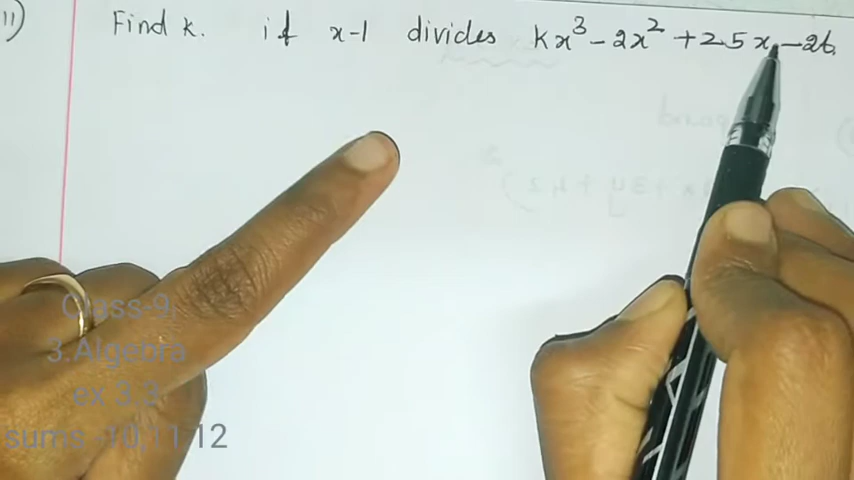 11) Find k. if x-1 divides kx³ - 2x² + 25x - 26.
Class-9
3.Algebra
ex 3.3
sums -10,11,12